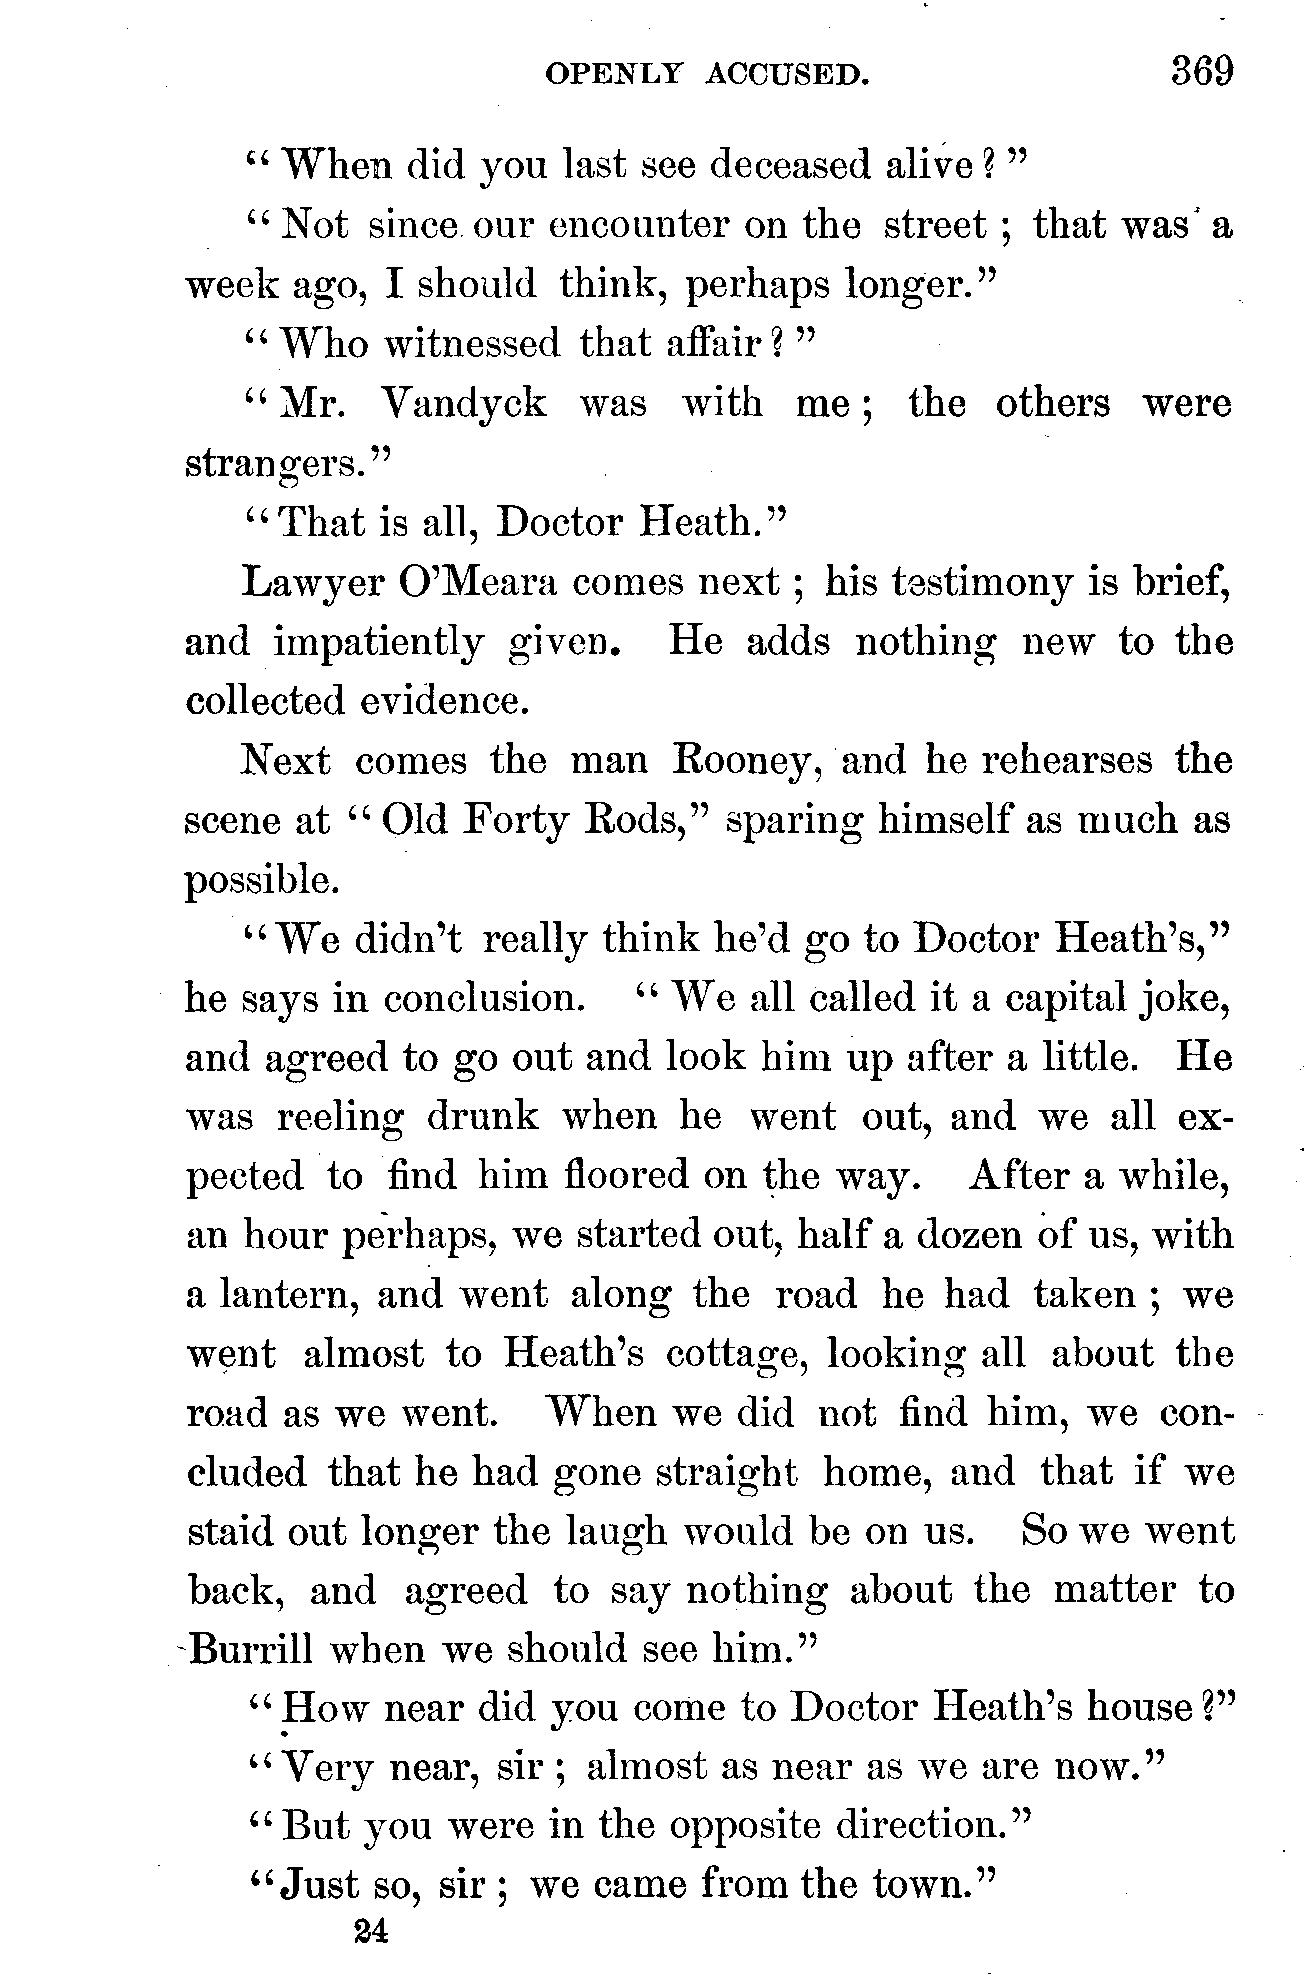 OPENLY ACCUSED. 369
“When did you last see deceased alive?”
“Not since our encounter on the street; that was a
week ago, I should think, perhaps longer.”
“Who witnessed that affair?”
“Mr. Vandyck was with me; the others were
strangers.”
“That is all, Doctor Heath.”
Lawyer O’Meara comes next; his testimony is brief,
and impatiently given. He adds nothing new to the
collected evidence.
Next comes the man Rooney, and he rehearses the
scene at “Old Forty Rods,” sparing himself as much as
possible.
“We didn’t really think he’d go to Doctor Heath’s,”
he says in conclusion. “We all called it a capital joke,
and agreed to go out and look him up after a little. He
was reeling drunk when he went out, and we all ex-
pected to find him floored on the way. After a while,
an hour perhaps, we started out, half a dozen of us, with
a lantern, and went along the road he had taken; we
went almost to Heath’s cottage, looking all about the
road as we went. When we did not find him, we con-
cluded that he had gone straight home, and that if we
staid out longer the laugh would be on us. So we went
back, and agreed to say nothing about the matter to
Burrill when we should see him.”
“How near did you come to Doctor Heath’s house?”
“Very near, sir; almost as near as we are now.”
“But you were in the opposite direction.”
“Just so, sir; we came from the town.”
24